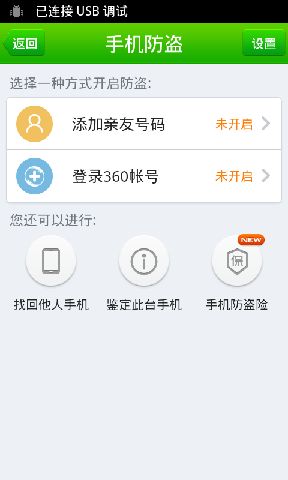 已连接 USB 调试
返回
手机防盗
设置
选择一种方式开启防盗:
添加亲友号码
未开启
登录360帐号
未开启
您还可以进行:
NEW
保
找回他人手机
鉴定此台手机
手机防盗险